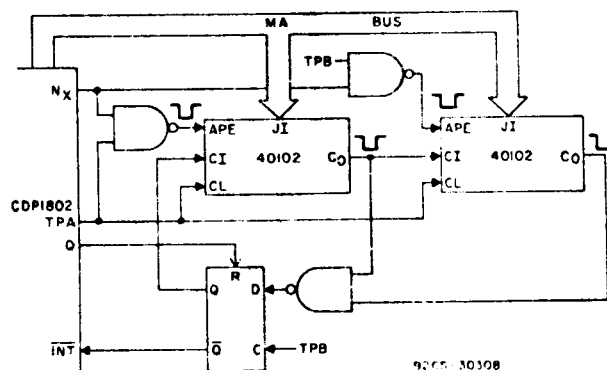 MA BUS
TPB
NX
APE JI
CI 40102 CO
CL
APE JI
CI 40102 CO
CL
CDP1802
TPA
Q
R
Q D
INT
Q C TPB
92CS-30308